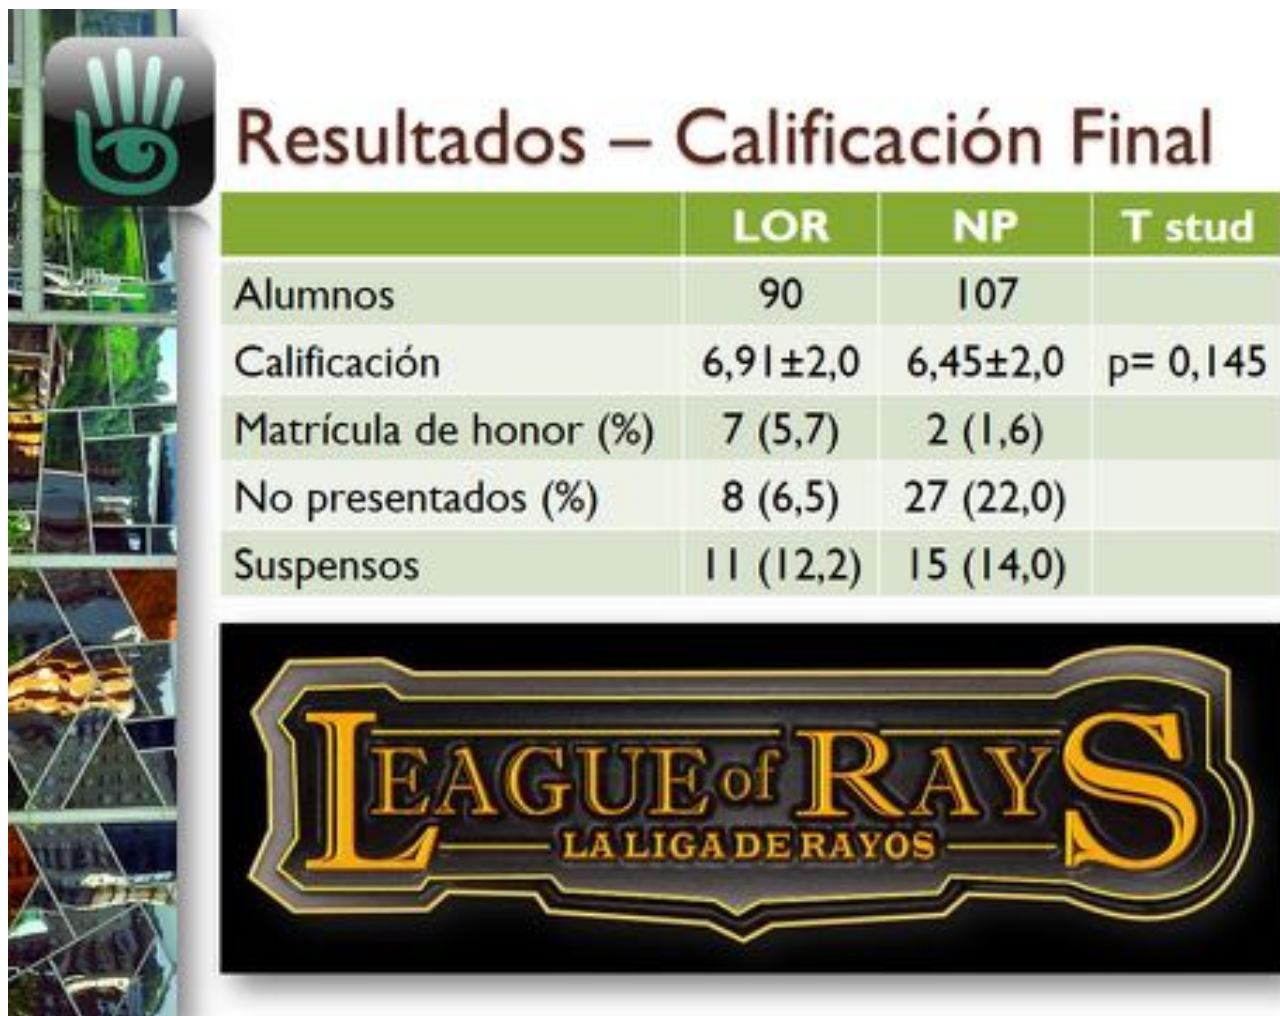 Resultados – Calificación Final
LOR NP T stud
Alumnos 90 107
Calificación 6,91±2,0 6,45±2,0 p= 0,145
Matrícula de honor (%) 7 (5,7) 2 (1,6)
No presentados (%) 8 (6,5) 27 (22,0)
Suspensos 11 (12,2) 15 (14,0)
LEAGUE of RAYS
LA LIGA DE RAYOS